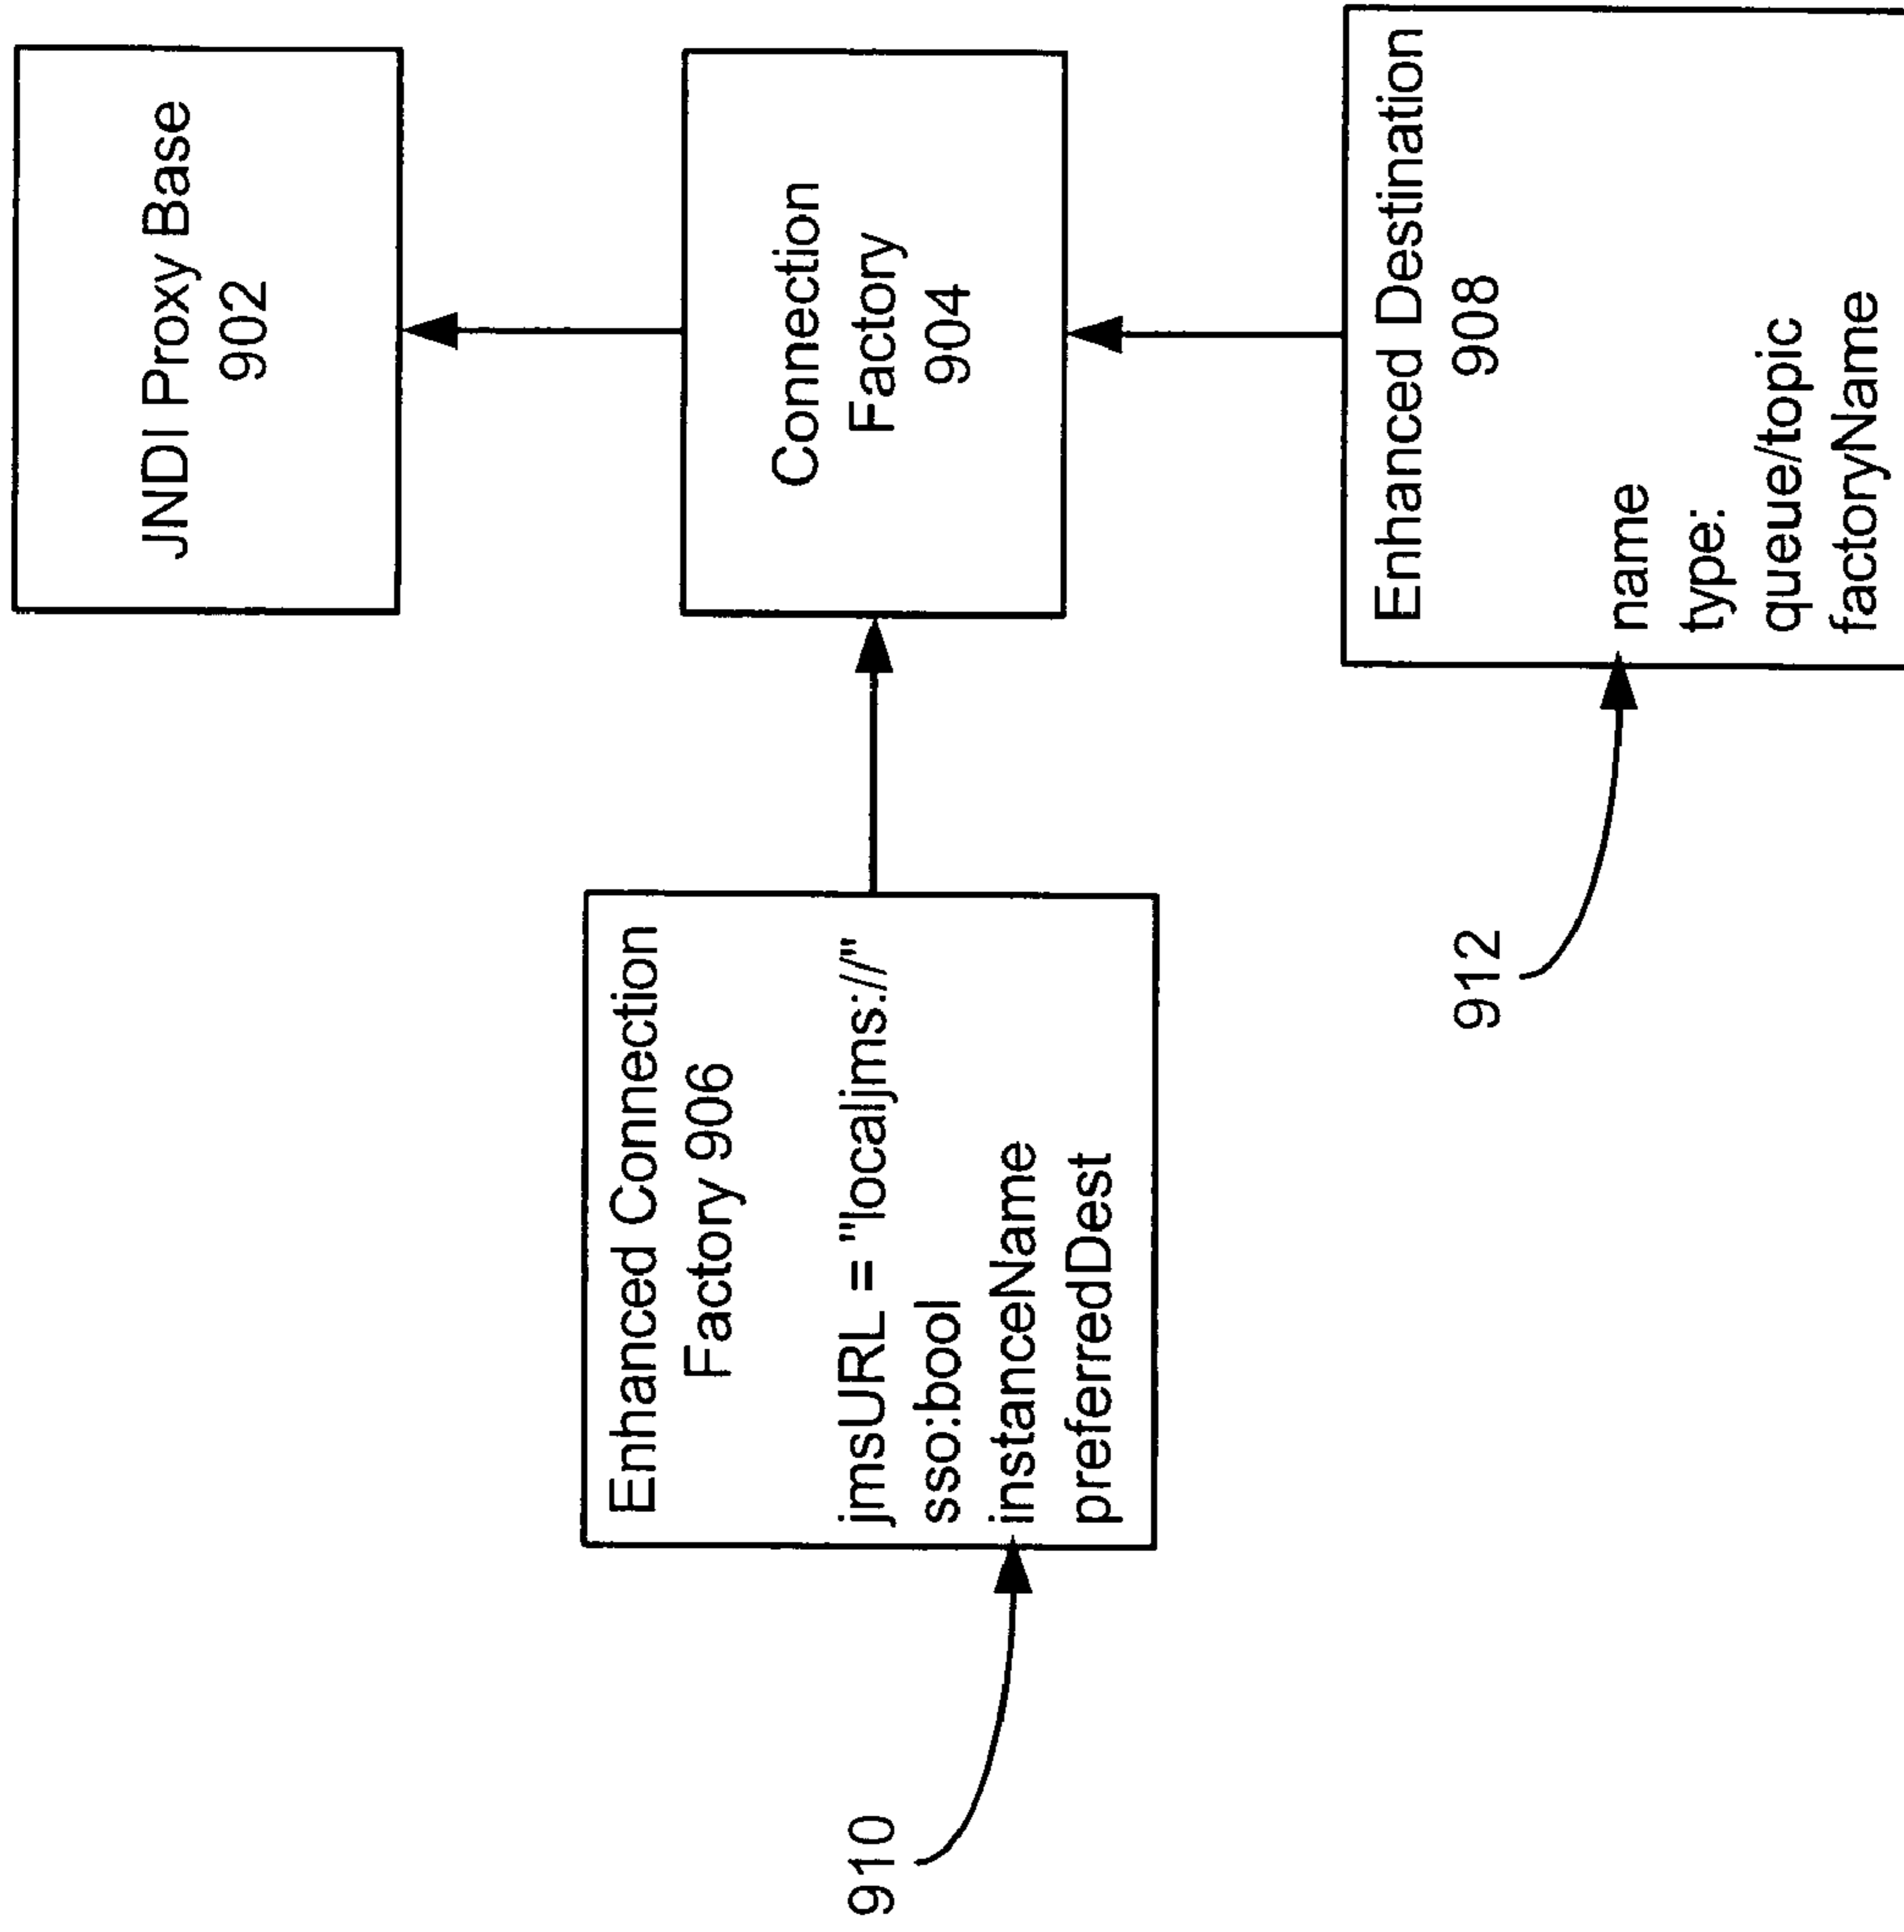 JNDI Proxy Base
902
Connection
Factory
904
Enhanced Connection
Factory 906
jmsURL = "localjms://"
sso:bool
instanceName
preferredDest
910
Enhanced Destination
908
name
type:
queue/topic
factoryName
912